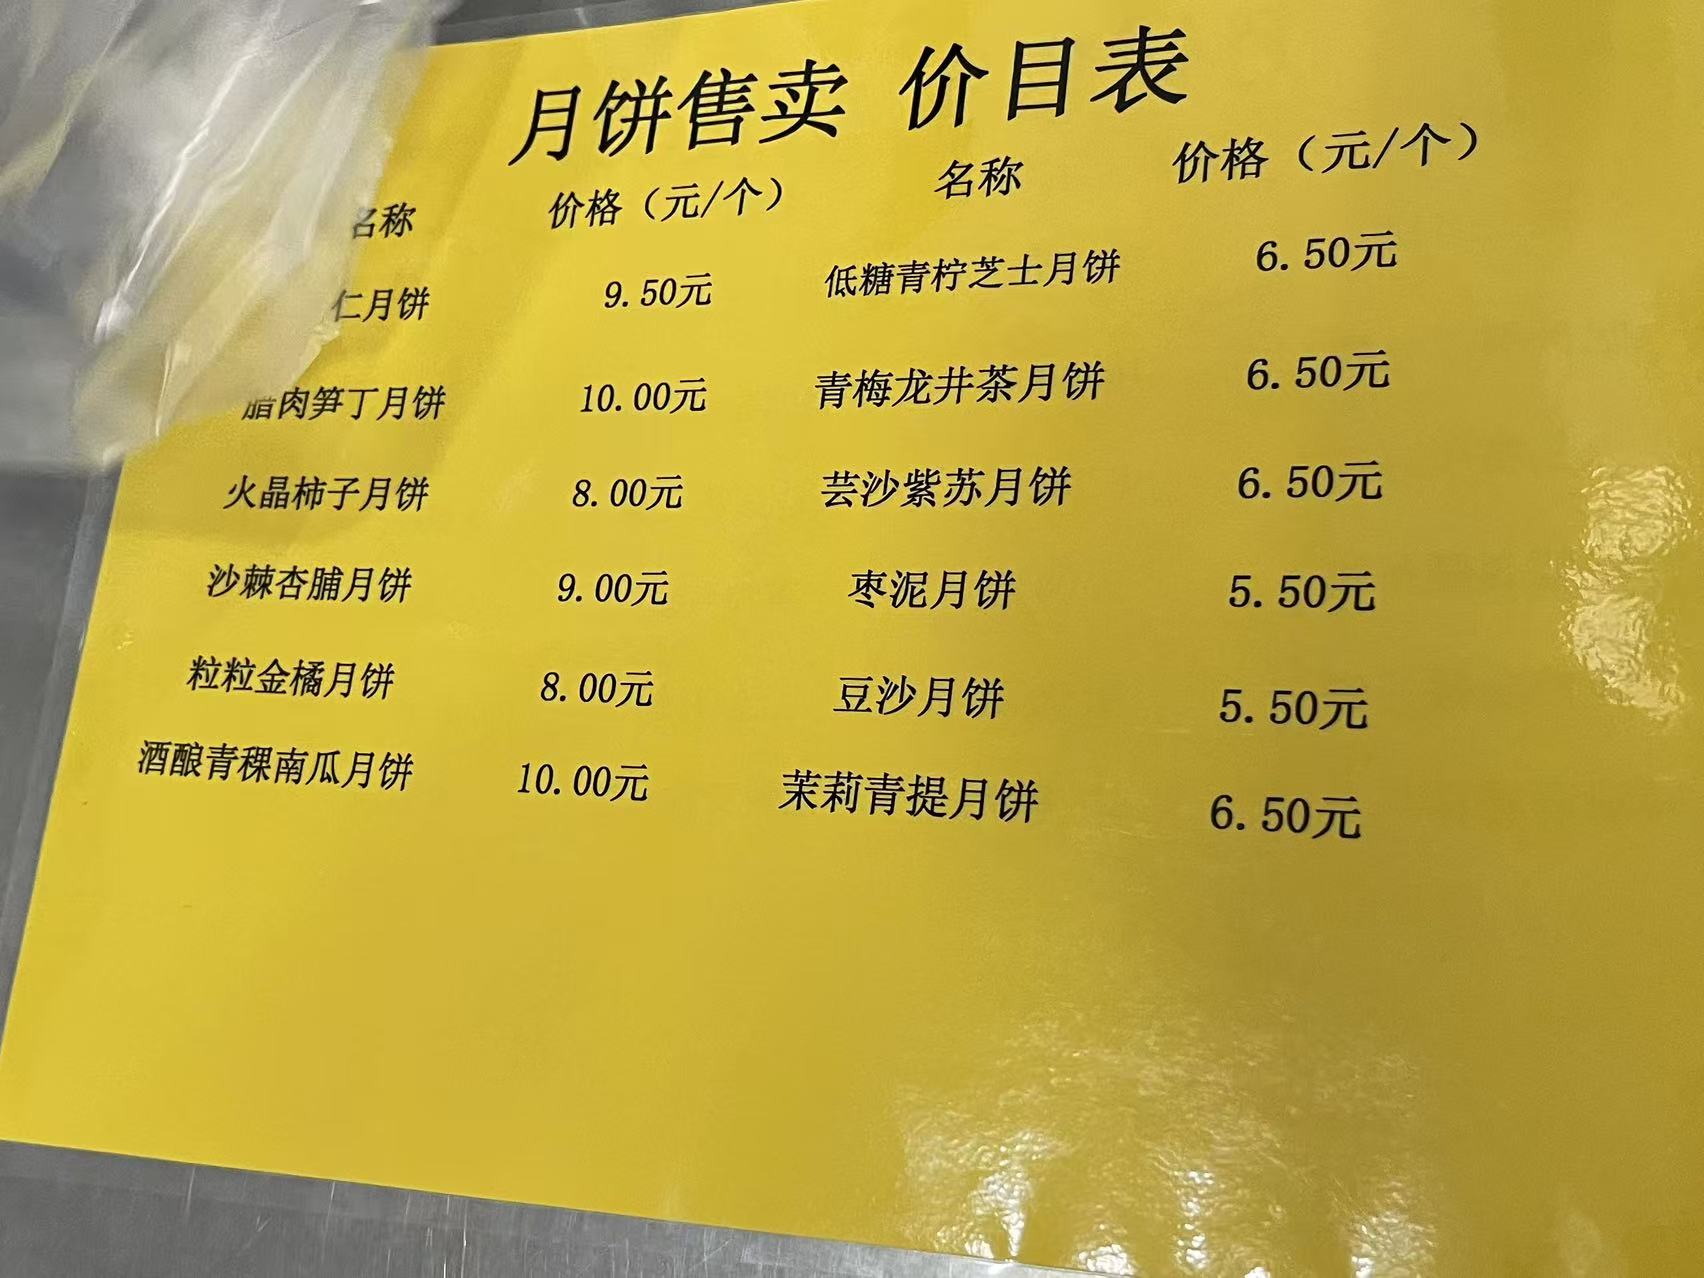 月饼售卖 价目表
名称 价格（元/个） 名称 价格（元/个）
仁月饼 9.50元 低糖青柠芝士月饼 6.50元
腊肉笋丁月饼 10.00元 青梅龙井茶月饼 6.50元
火晶柿子月饼 8.00元 芸沙紫苏月饼 6.50元
沙棘杏脯月饼 9.00元 枣泥月饼 5.50元
粒粒金橘月饼 8.00元 豆沙月饼 5.50元
酒酿青稞南瓜月饼 10.00元 茉莉青提月饼 6.50元